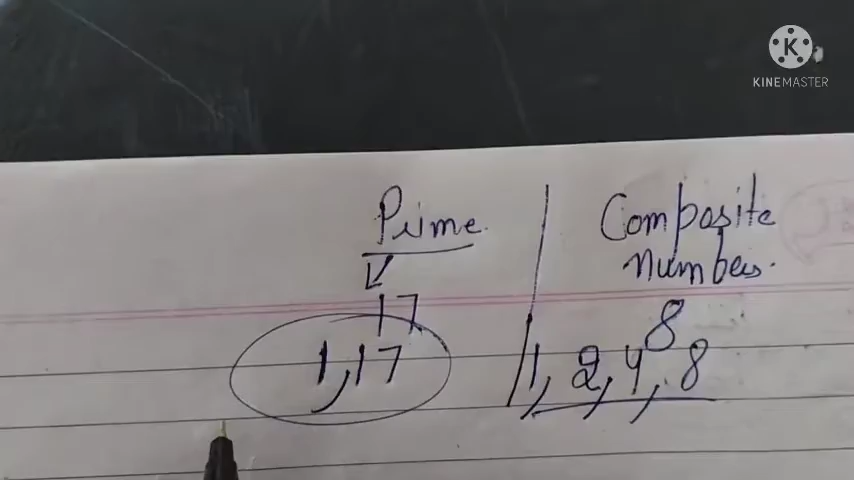 K
KINEMASTER
Prime
17
1,17
Composite
Numbers.
8
1, 2, 4, 8